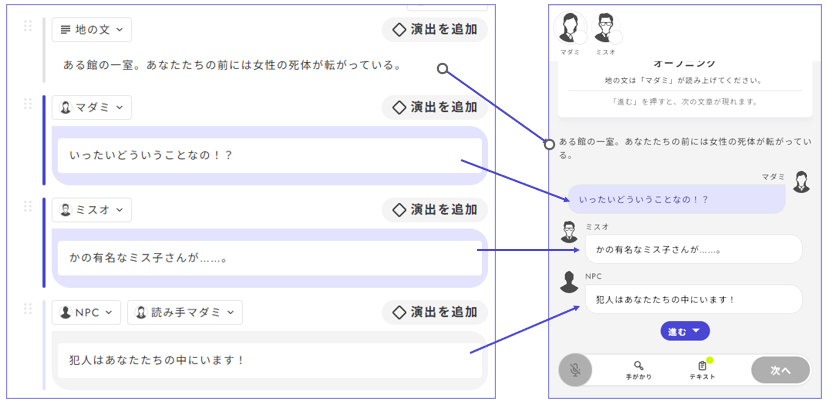 地の文
演出を追加
ある館の一室。あなたたちの前には女性の死体が転がっている。
マダミ
演出を追加
いったいどういうことなの！？
ミスオ
演出を追加
かの有名なミス子さんが……。
NPC
読み手マダミ
演出を追加
犯人はあなたたちの中にいます！
マダミ
ミスオ
オープニング
地の文は「マダミ」が読み上げてください。
「進む」を押すと、次の文章が現れます。
ある館の一室。あなたたちの前には女性の死体が転がってい
る。
マダミ
いったいどういうことなの！？
ミスオ
かの有名なミス子さんが……。
NPC
犯人はあなたたちの中にいます！
進む
手がかり
テキスト
次へ